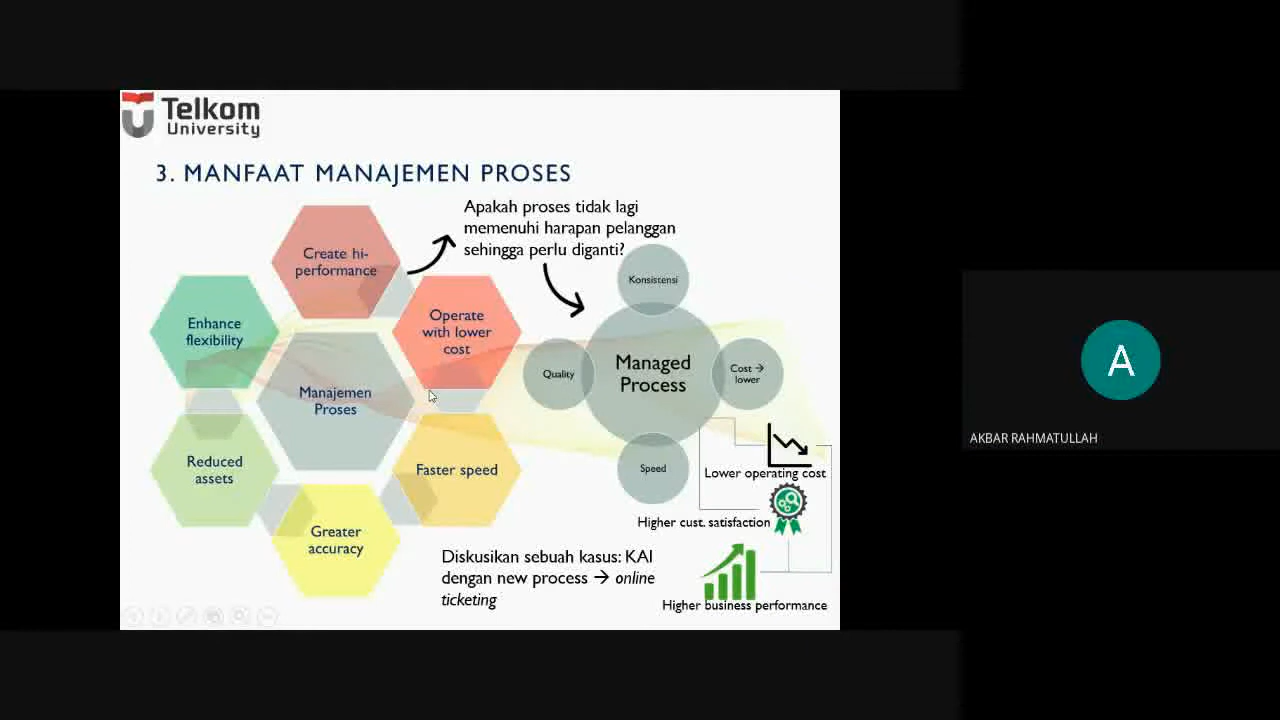 Telkom
University
3. MANFAAT MANAJEMEN PROSES
Apakah proses tidak lagi
memenuhi harapan pelanggan
sehingga perlu diganti?
Create hi-
performance
Operate
with lower
cost
Enhance
flexibility
Manajemen
Proses
Reduced
assets
Faster speed
Greater
accuracy
Konsistensi
Quality
Managed
Process
Cost →
lower
Speed
Lower operating cost
Higher cust. satisfaction
Higher business performance
Diskusikan sebuah kasus: KAI
dengan new process → online
ticketing
A
AKBAR RAHMATULLAH